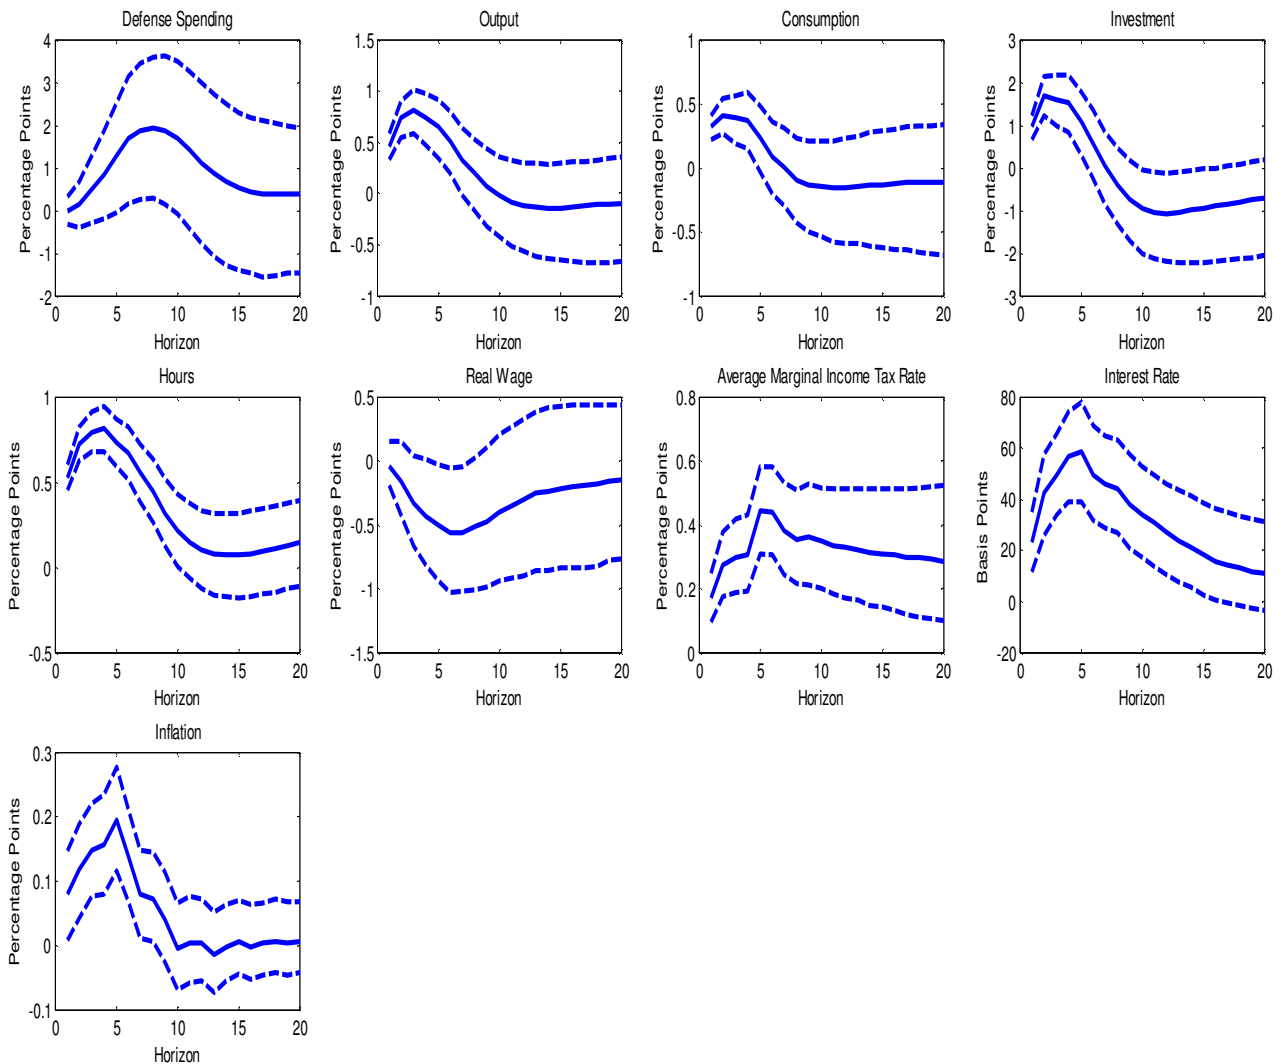 Defense Spending
4
3
2
1
0
-1
-2
Percentage Points
0 5 10 15 20
Horizon
Output
1.5
1
0.5
0
-0.5
-1
Percentage Points
0 5 10 15 20
Horizon
Consumption
1
0.5
0
-0.5
-1
Percentage Points
0 5 10 15 20
Horizon
Investment
3
2
1
0
-1
-2
-3
Percentage Points
0 5 10 15 20
Horizon
Hours
1
0.5
0
-0.5
Percentage Points
0 5 10 15 20
Horizon
Real Wage
0.5
0
-0.5
-1
-1.5
Percentage Points
0 5 10 15 20
Horizon
Average Marginal Income Tax Rate
0.8
0.6
0.4
0.2
0
Percentage Points
0 5 10 15 20
Horizon
Interest Rate
80
60
40
20
0
-20
Basis Points
0 5 10 15 20
Horizon
Inflation
0.3
0.2
0.1
0
-0.1
Percentage Points
0 5 10 15 20
Horizon